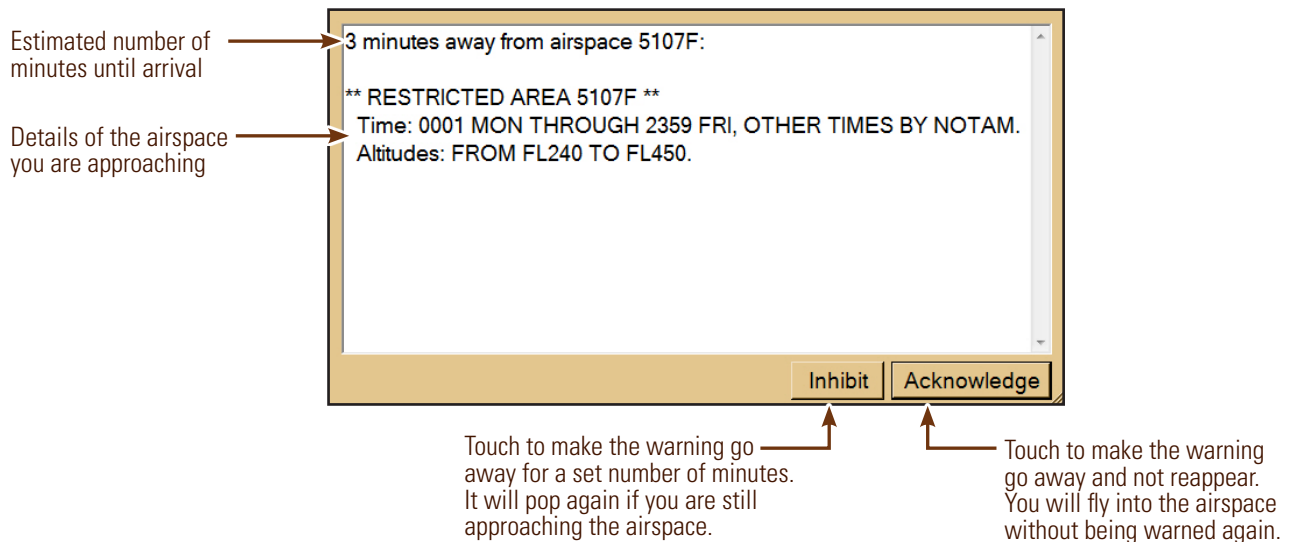 Estimated number of
minutes until arrival
Details of the airspace
you are approaching
3 minutes away from airspace 5107F:
** RESTRICTED AREA 5107F **
Time: 0001 MON THROUGH 2359 FRI, OTHER TIMES BY NOTAM.
Altitudes: FROM FL240 TO FL450.
Inhibit
Acknowledge
Touch to make the warning go
away for a set number of minutes.
It will pop again if you are still
approaching the airspace.
Touch to make the warning
go away and not reappear.
You will fly into the airspace
without being warned again.